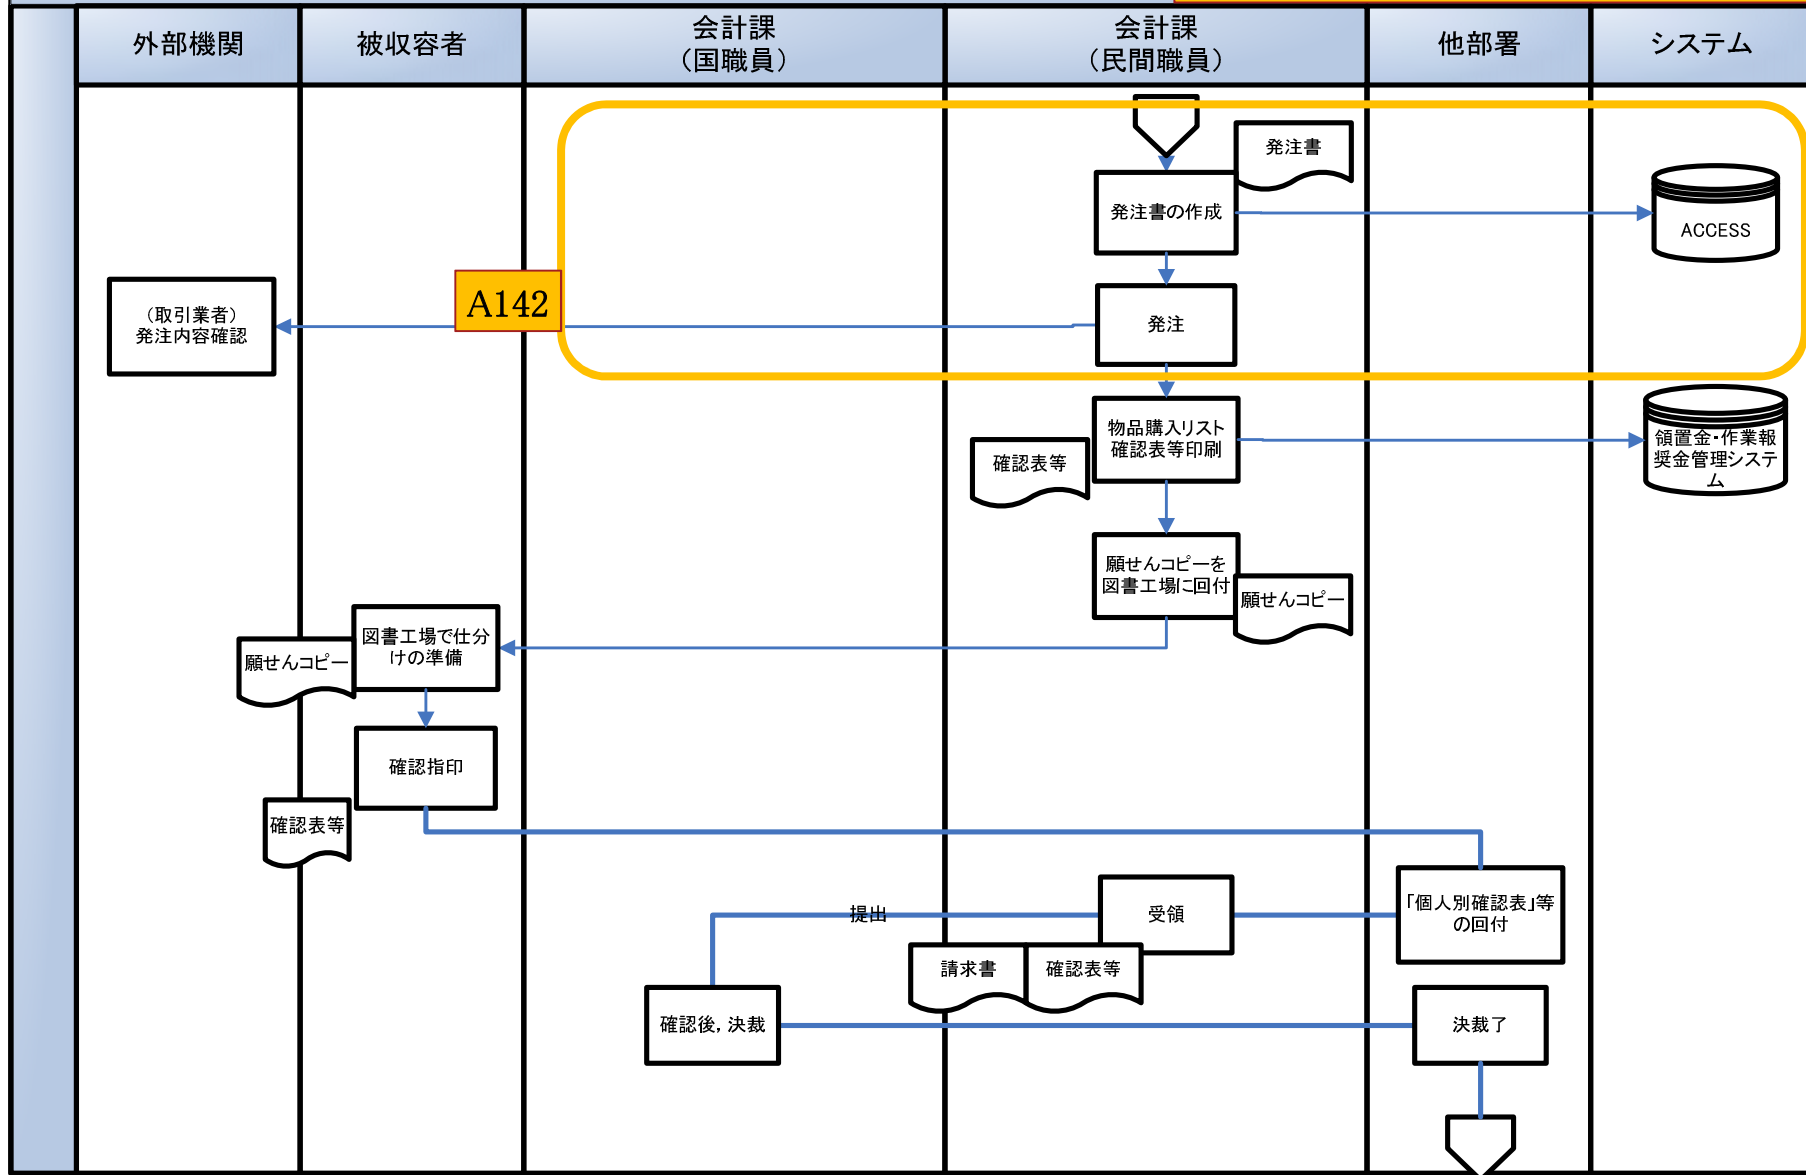 外部機関
被収容者
会計課
（国職員）
会計課
（民間職員）
他部署
システム
発注書
発注書の作成
ACCESS
A142
（取引業者）
発注内容確認
発注
物品購入リスト
確認表等印刷
確認表等
領置金・作業報
奨金管理システ
ム
願せんコピーを
図書工場に回付
願せんコピー
図書工場で仕分
けの準備
願せんコピー
確認指印
確認表等
「個人別確認表」等
の回付
提出
受領
請求書
確認表等
確認後，決裁
決裁了